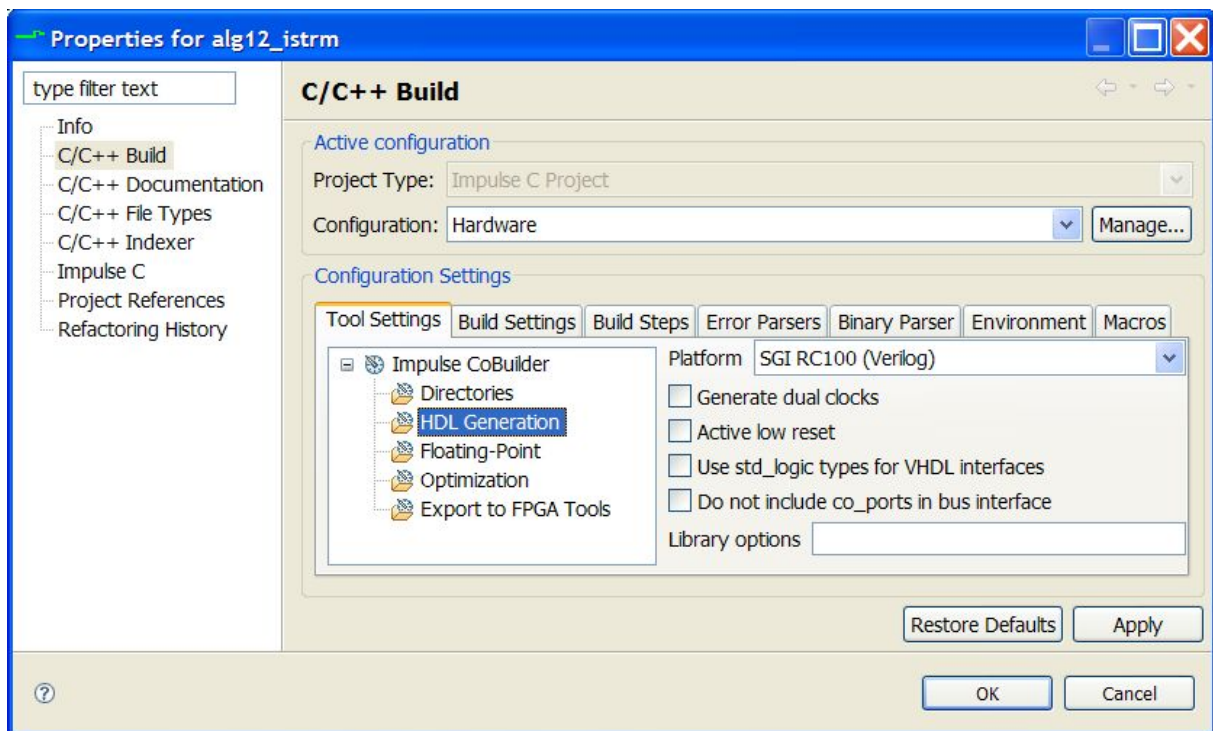 Properties for alg12_istrm
type filter text
Info
C/C++ Build
C/C++ Documentation
C/C++ File Types
C/C++ Indexer
Impulse C
Project References
Refactoring History
C/C++ Build
Active configuration
Project Type: Impulse C Project
Configuration: Hardware Manage...
Configuration Settings
Tool Settings Build Settings Build Steps Error Parsers Binary Parser Environment Macros
Impulse CoBuilder
Directories
HDL Generation
Floating-Point
Optimization
Export to FPGA Tools
Platform SGI RC100 (Verilog)
Generate dual clocks
Active low reset
Use std_logic types for VHDL interfaces
Do not include co_ports in bus interface
Library options
Restore Defaults Apply
? OK Cancel